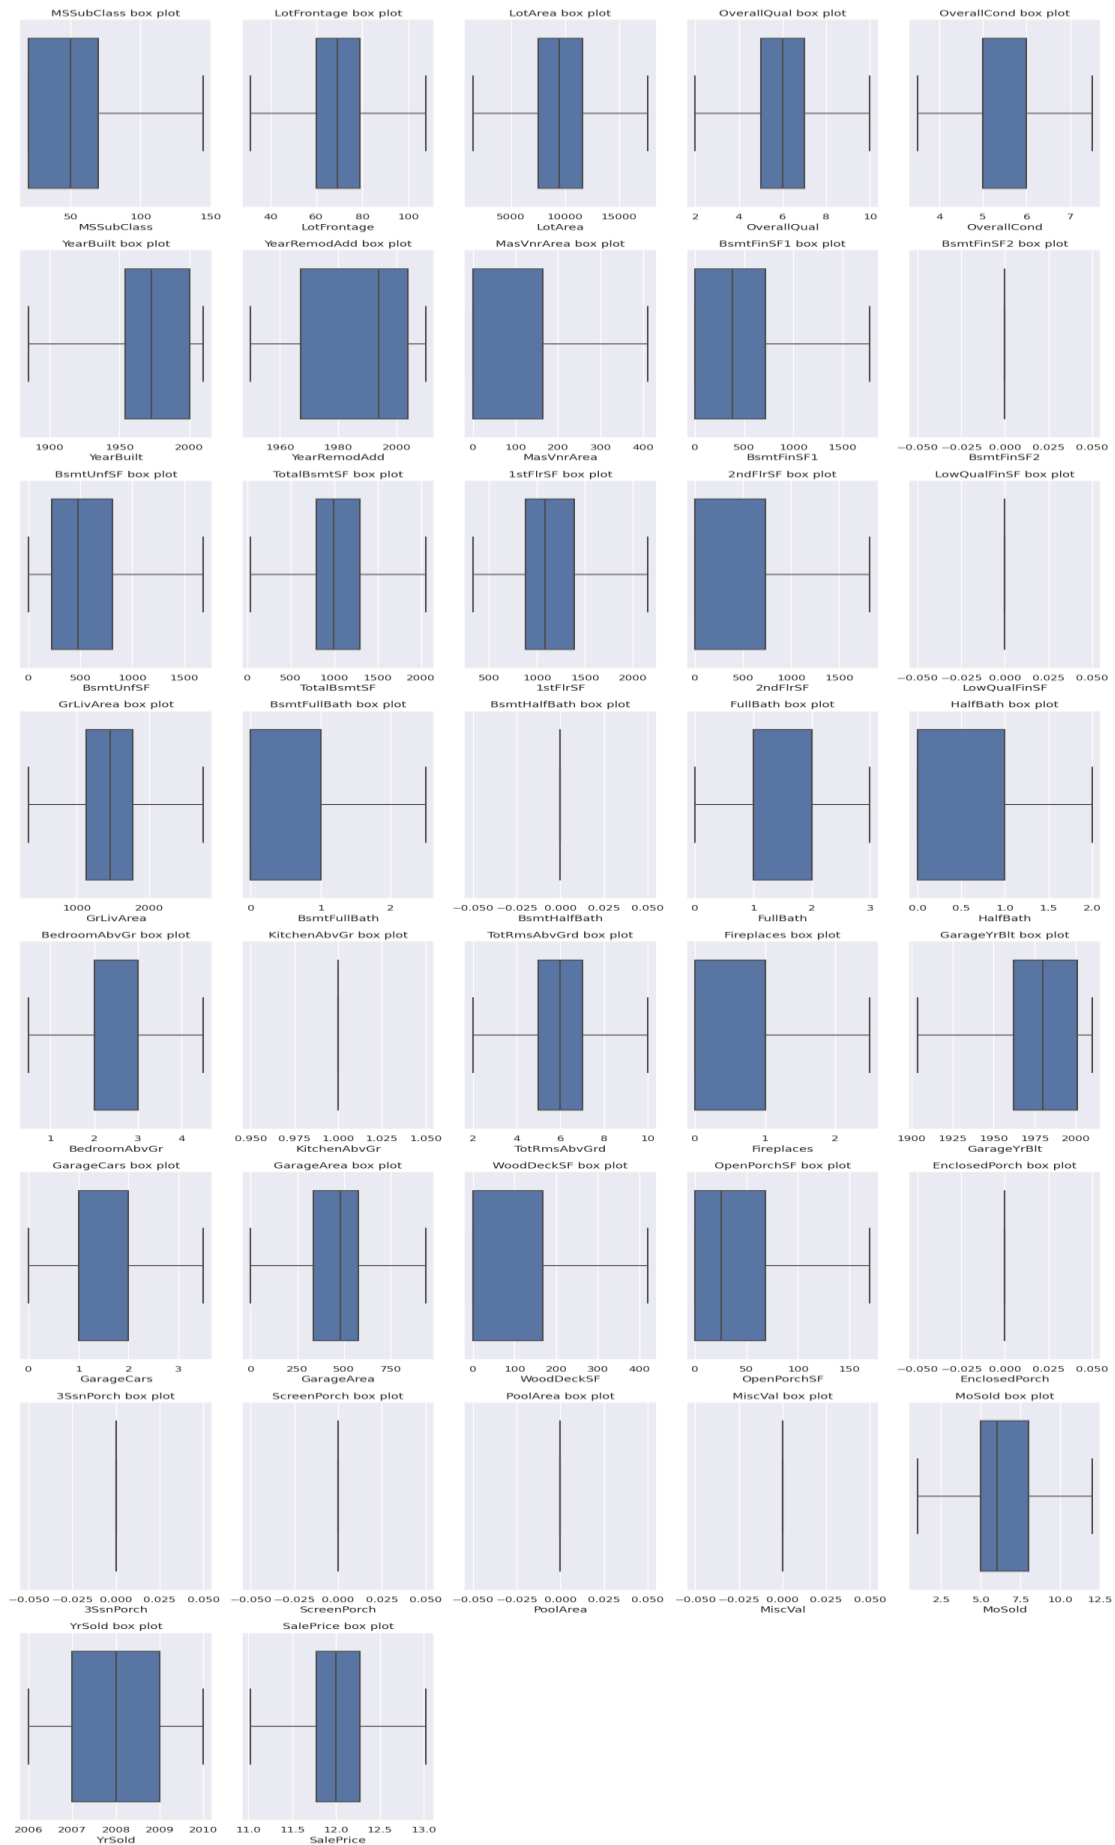 MSSubClass box plot
50 100 150
MSSubClass
LotFrontage box plot
40 60 80 100
LotFrontage
LotArea box plot
5000 10000 15000
LotArea
OverallQual box plot
2 4 6 8 10
OverallQual
OverallCond box plot
4 5 6 7
OverallCond
YearBuilt box plot
1900 1950 2000
YearBuilt
YearRemodAdd box plot
1960 1980 2000
YearRemodAdd
MasVnrArea box plot
0 100 200 300 400
MasVnrArea
BsmtFinSF1 box plot
0 500 1000 1500
BsmtFinSF1
BsmtFinSF2 box plot
−0.050 −0.025 0.000 0.025 0.050
BsmtFinSF2
BsmtUnfSF box plot
0 500 1000 1500
BsmtUnfSF
TotalBsmtSF box plot
0 500 1000 1500 2000
TotalBsmtSF
1stFlrSF box plot
500 1000 1500 2000
1stFlrSF
2ndFlrSF box plot
0 500 1000 1500
2ndFlrSF
LowQualFinSF box plot
−0.050 −0.025 0.000 0.025 0.050
LowQualFinSF
GrLivArea box plot
1000 2000
GrLivArea
BsmtFullBath box plot
0 1 2
BsmtFullBath
BsmtHalfBath box plot
−0.050 −0.025 0.000 0.025 0.050
BsmtHalfBath
FullBath box plot
0 1 2 3
FullBath
HalfBath box plot
0.0 0.5 1.0 1.5 2.0
HalfBath
BedroomAbvGr box plot
1 2 3 4
BedroomAbvGr
KitchenAbvGr box plot
0.950 0.975 1.000 1.025 1.050
KitchenAbvGr
TotRmsAbvGrd box plot
2 4 6 8 10
TotRmsAbvGrd
Fireplaces box plot
0 1 2
Fireplaces
GarageYrBlt box plot
1900 1925 1950 1975 2000
GarageYrBlt
GarageCars box plot
0 1 2 3
GarageCars
GarageArea box plot
0 250 500 750
GarageArea
WoodDeckSF box plot
0 100 200 300 400
WoodDeckSF
OpenPorchSF box plot
0 50 100 150
OpenPorchSF
EnclosedPorch box plot
−0.050 −0.025 0.000 0.025 0.050
EnclosedPorch
3SsnPorch box plot
−0.050 −0.025 0.000 0.025 0.050
3SsnPorch
ScreenPorch box plot
−0.050 −0.025 0.000 0.025 0.050
ScreenPorch
PoolArea box plot
−0.050 −0.025 0.000 0.025 0.050
PoolArea
MiscVal box plot
−0.050 −0.025 0.000 0.025 0.050
MiscVal
MoSold box plot
2.5 5.0 7.5 10.0 12.5
MoSold
YrSold box plot
2006 2007 2008 2009 2010
YrSold
SalePrice box plot
11.0 11.5 12.0 12.5 13.0
SalePrice